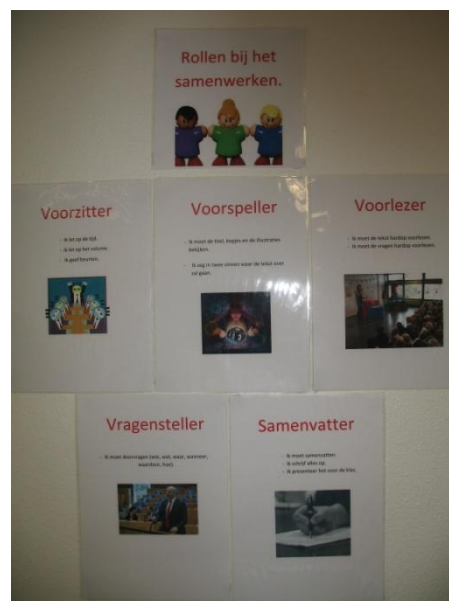 Rollen bij het
samenwerken.
Voorzitter
- Ik let op de tijd.
- Ik let op het volume.
- Ik geef beurten.
Voorspeller
- Ik moet de titel, kopjes en de illustraties
bekijken.
- Ik zeg in twee zinnen waar de tekst over
zal gaan.
Voorlezer
- Ik moet de tekst hardop voorlezen.
- Ik moet de vragen hardop voorlezen.
Vragensteller
- Ik moet doorvragen (wie, wat, waar, wanneer,
waardoor, hoe).
Samenvatter
- Ik moet samenvatten.
- Ik schrijf alles op.
- Ik presenteer het voor de klas.